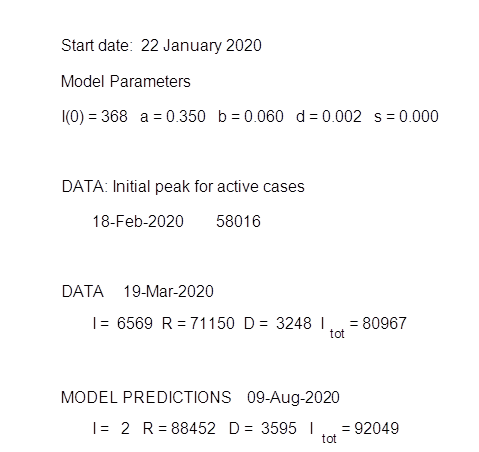 Start date: 22 January 2020
Model Parameters
I(0) = 368 a = 0.350 b = 0.060 d = 0.002 s = 0.000
DATA: Initial peak for active cases
18-Feb-2020 58016
DATA 19-Mar-2020
I = 6569 R = 71150 D = 3248 I tot = 80967
MODEL PREDICTIONS 09-Aug-2020
I = 2 R = 88452 D = 3595 I tot = 92049